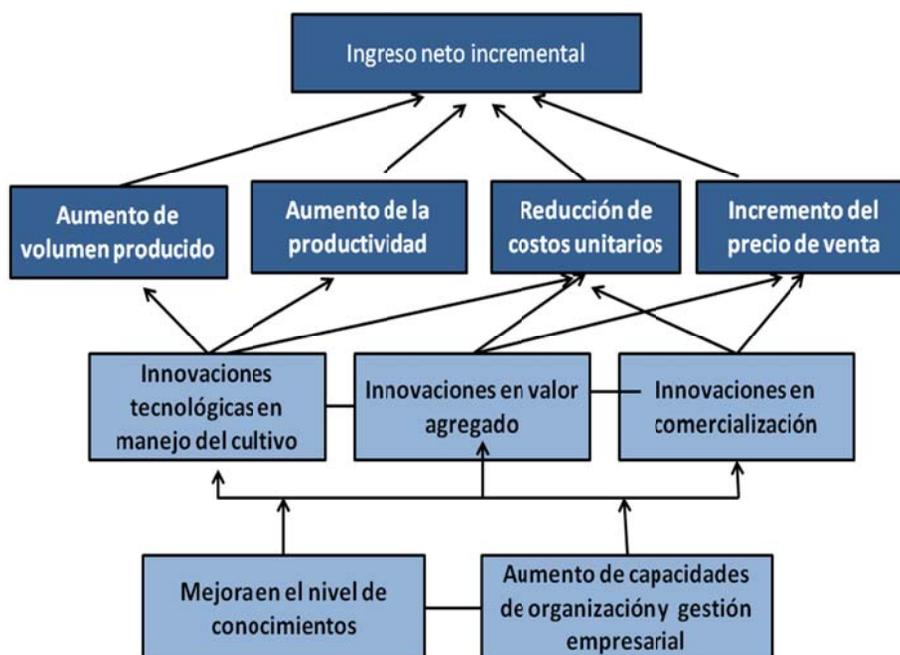 Ingreso neto incremental
Aumento de
volumen producido
Aumento de la
productividad
Reducción de
costos unitarios
Incremento del
precio de venta
Innovaciones
tecnológicas en
manejo del cultivo
Innovaciones en valor
agregado
Innovaciones en
comercialización
Mejora en el nivel de
conocimientos
Aumento de capacidades
de organización y gestión
empresarial